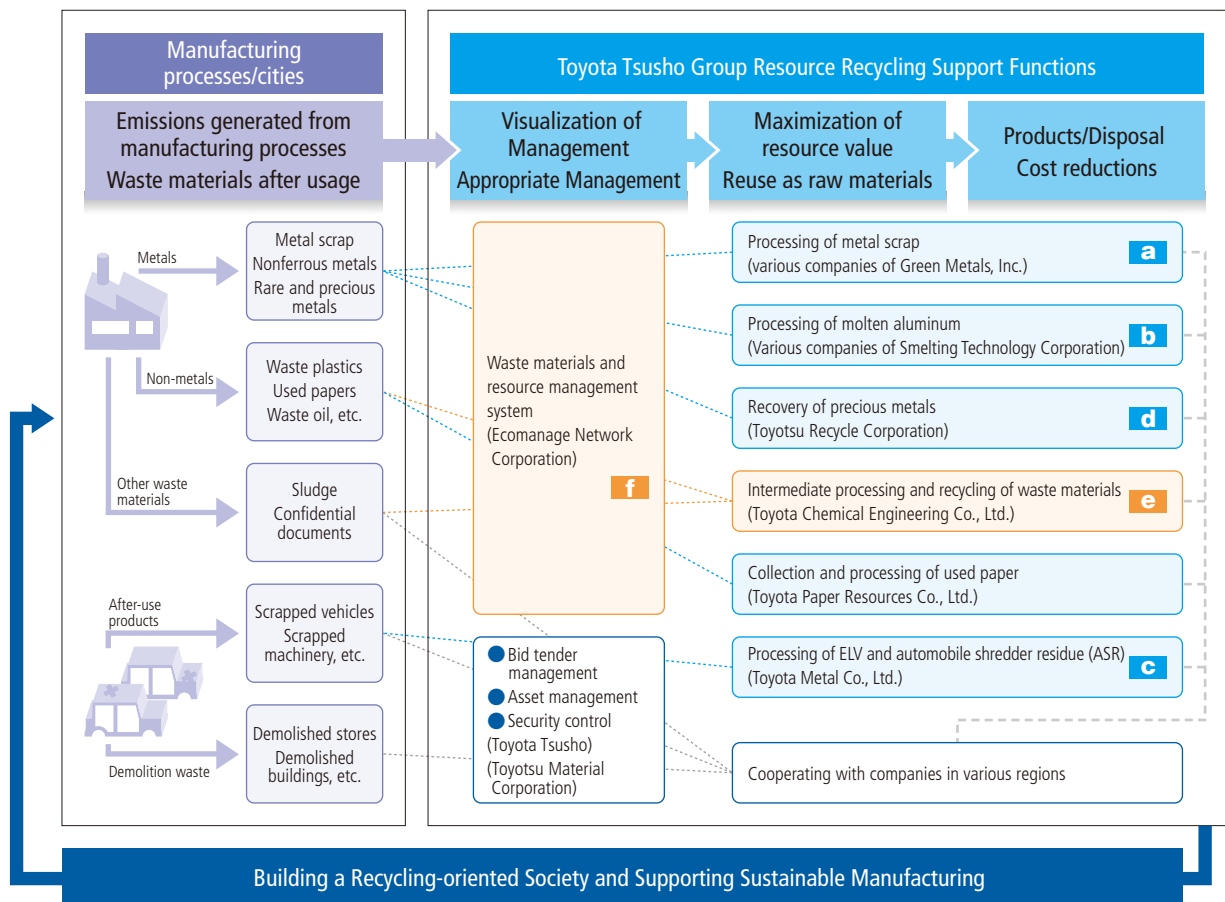 Manufacturing
processes/cities
Toyota Tsusho Group Resource Recycling Support Functions
Emissions generated from
manufacturing processes
Waste materials after usage
Visualization of
Management
Appropriate Management
Maximization of
resource value
Reuse as raw materials
Products/Disposal
Cost reductions
Metals
Metal scrap
Nonferrous metals
Rare and precious
metals
Non-metals
Waste plastics
Used papers
Waste oil, etc.
Other waste
materials
Sludge
Confidential
documents
After-use
products
Scrapped vehicles
Scrapped
machinery, etc.
Demolition waste
Demolished stores
Demolished
buildings, etc.
Waste materials and
resource management
system
(Ecomanage Network
Corporation)
f
Bid tender
management
Asset management
Security control
(Toyota Tsusho)
(Toyotsu Material
Corporation)
Processing of metal scrap
(various companies of Green Metals, Inc.)
a
Processing of molten aluminum
(Various companies of Smelting Technology Corporation)
b
Recovery of precious metals
(Toyotsu Recycle Corporation)
d
Intermediate processing and recycling of waste materials
(Toyota Chemical Engineering Co., Ltd.)
e
Collection and processing of used paper
(Toyota Paper Resources Co., Ltd.)
Processing of ELV and automobile shredder residue (ASR)
(Toyota Metal Co., Ltd.)
c
Cooperating with companies in various regions
Building a Recycling-oriented Society and Supporting Sustainable Manufacturing